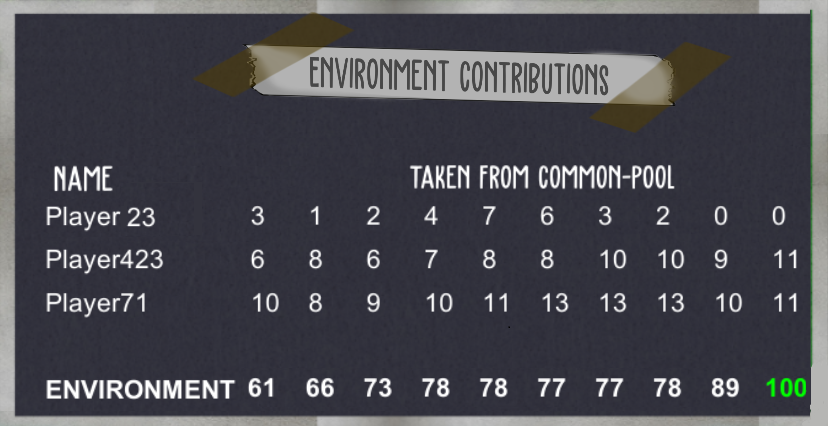 ENVIRONMENT CONTRIBUTIONS
NAME TAKEN FROM COMMON-POOL
Player 23 3 1 2 4 7 6 3 2 0 0
Player423 6 8 6 7 8 8 10 10 9 11
Player71 10 8 9 10 11 13 13 13 10 11
ENVIRONMENT 61 66 73 78 78 77 77 78 89 100